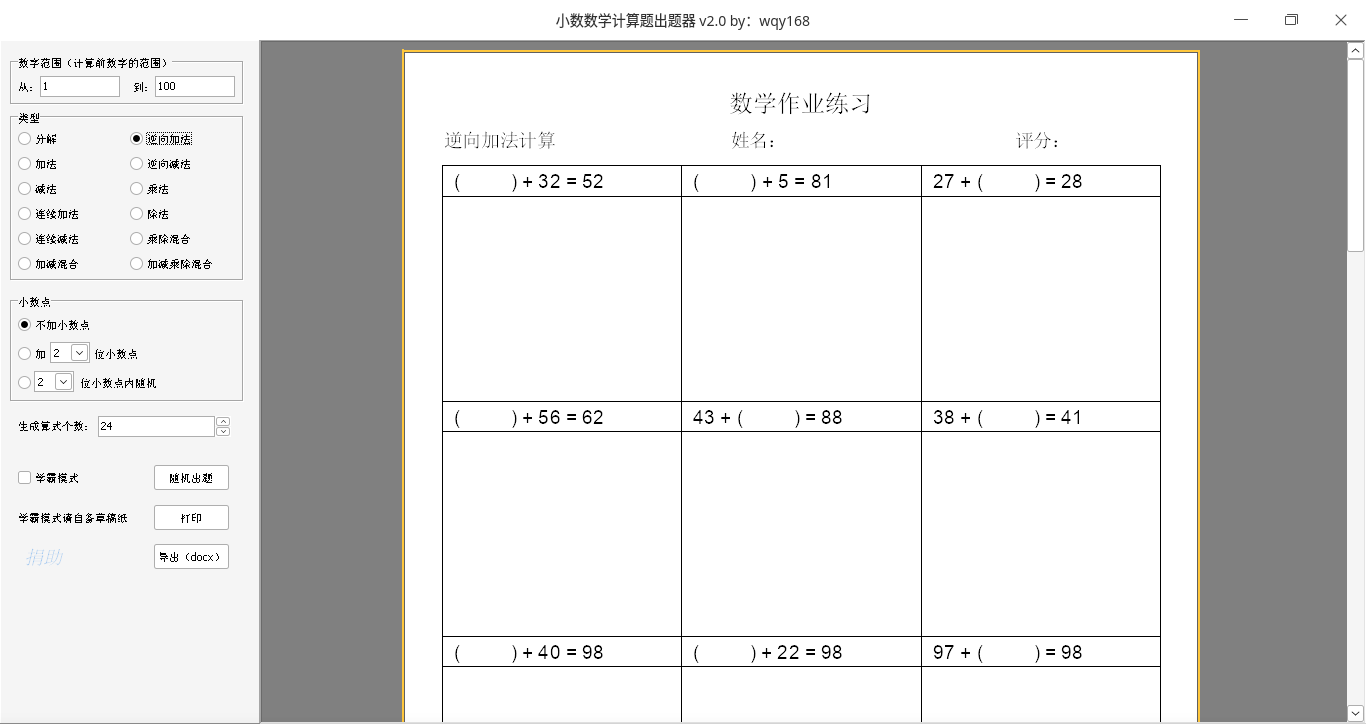 小数数学计算题出题器 v2.0 by：wqy168
数字范围（计算前数字的范围）
从： 1 到： 100
类型
分解 逆向加法
加法 逆向减法
减法 乘法
连续加法 除法
连续减法 乘除混合
加减混合 加减乘除混合
小数点
不加小数点
加 2 位小数点
2 位小数点内随机
生成算式个数： 24
学霸模式 随机出题
学霸模式请自备草稿纸 打印
捐助 导出（docx）
数学作业练习
逆向加法计算 姓名： 评分：
( ) + 32 = 52 ( ) + 5 = 81 27 + ( ) = 28
( ) + 56 = 62 43 + ( ) = 88 38 + ( ) = 41
( ) + 40 = 98 ( ) + 22 = 98 97 + ( ) = 98